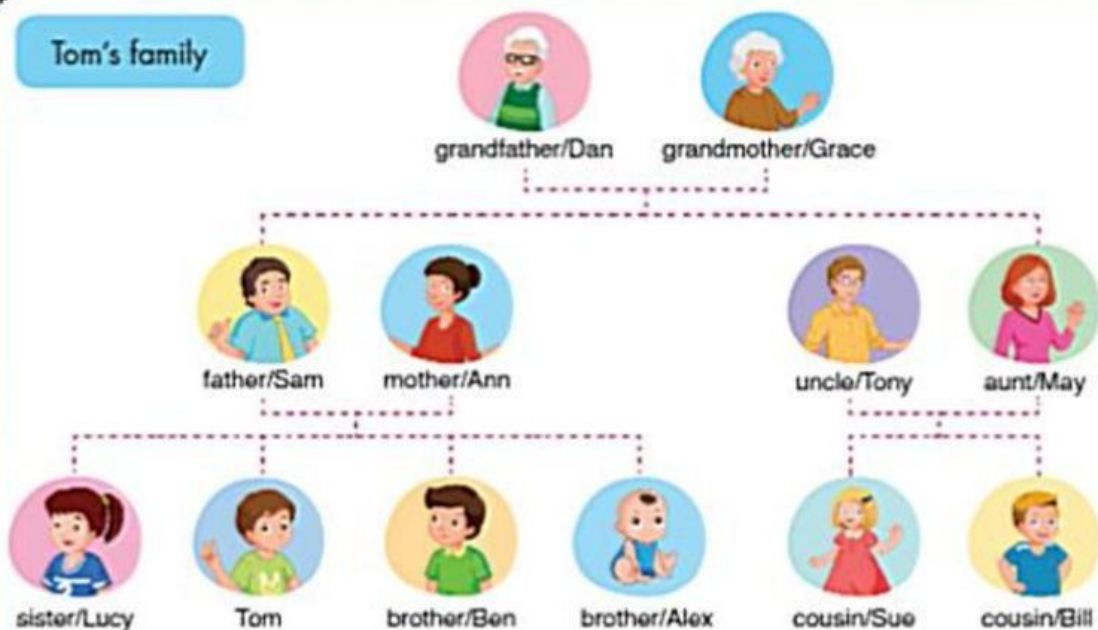 Tom's family
grandfather/Dan
grandmother/Grace
father/Sam
mother/Ann
uncle/Tony
aunt/May
sister/Lucy
Tom
brother/Ben
brother/Alex
cousin/Sue
cousin/Bill